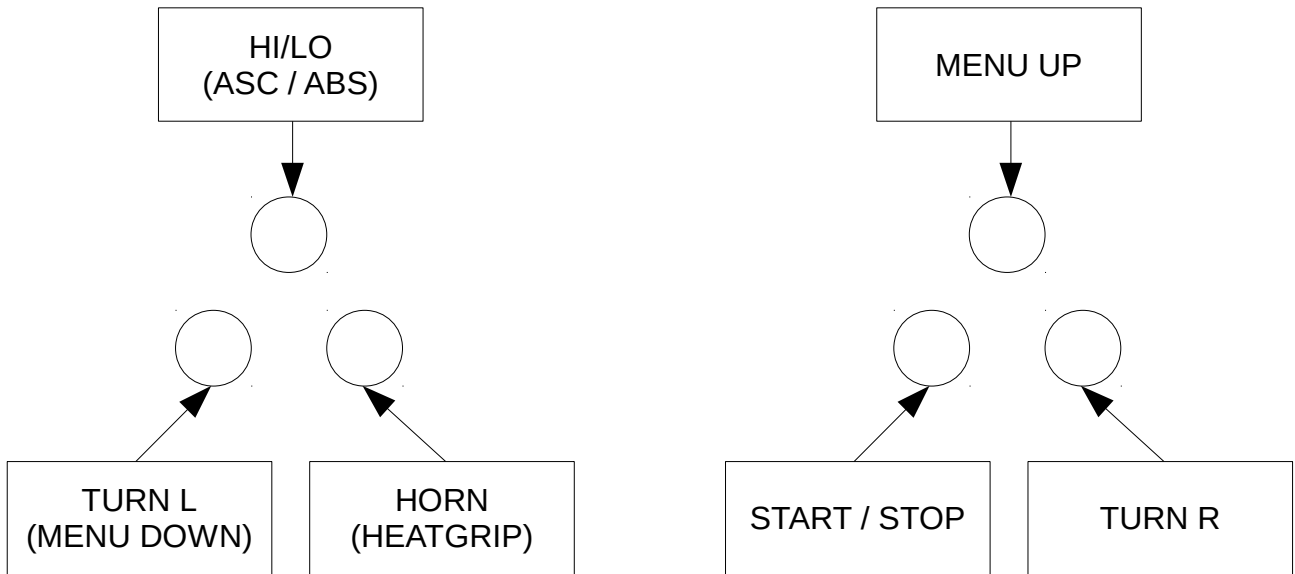 HI/LO
(ASC / ABS)
MENU UP
TURN L
(MENU DOWN)
HORN
(HEATGRIP)
START / STOP
TURN R